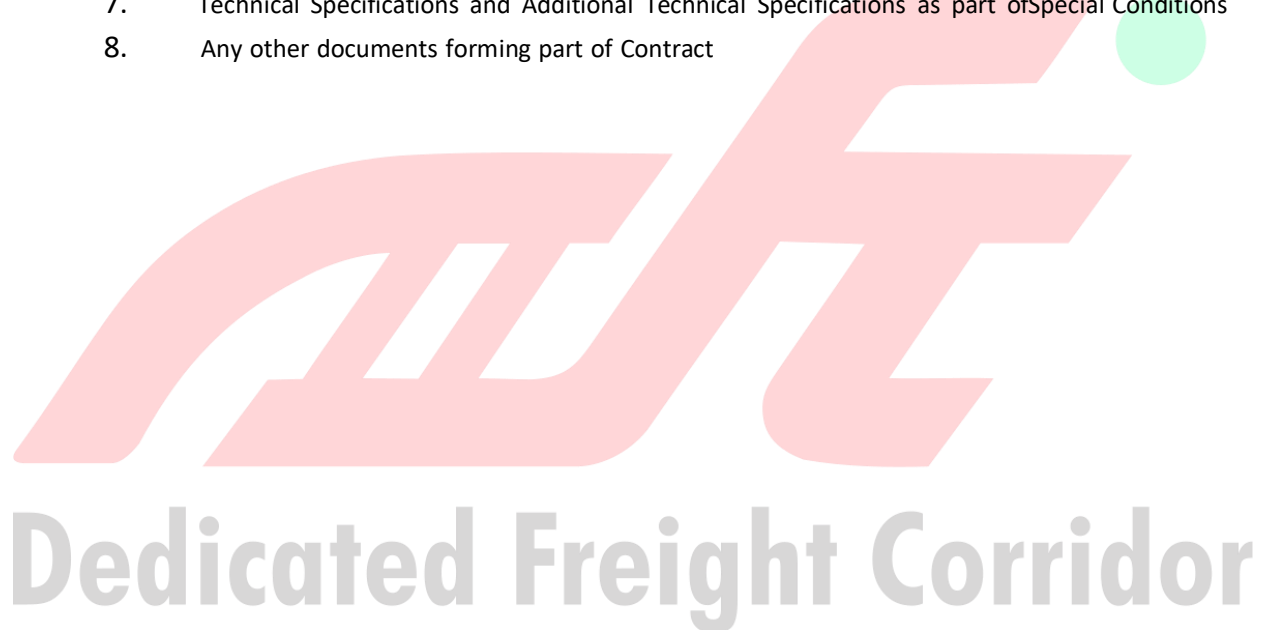 7. Technical Specifications and Additional Technical Specifications as part ofSpecial Conditions
8. Any other documents forming part of Contract
Dedicated Freight Corridor